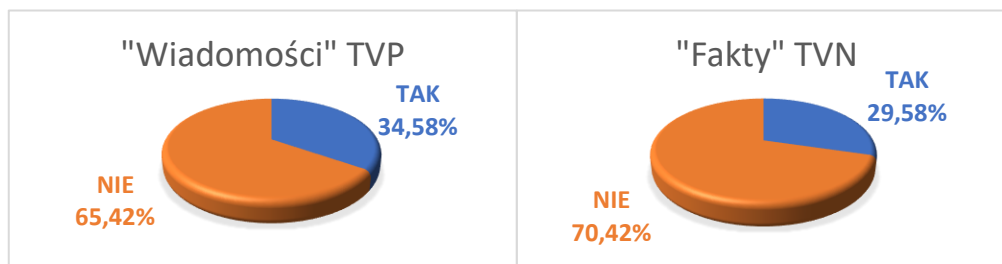 "Wiadomości" TVP
TAK
34,58%
NIE
65,42%
"Fakty" TVN
TAK
29,58%
NIE
70,42%